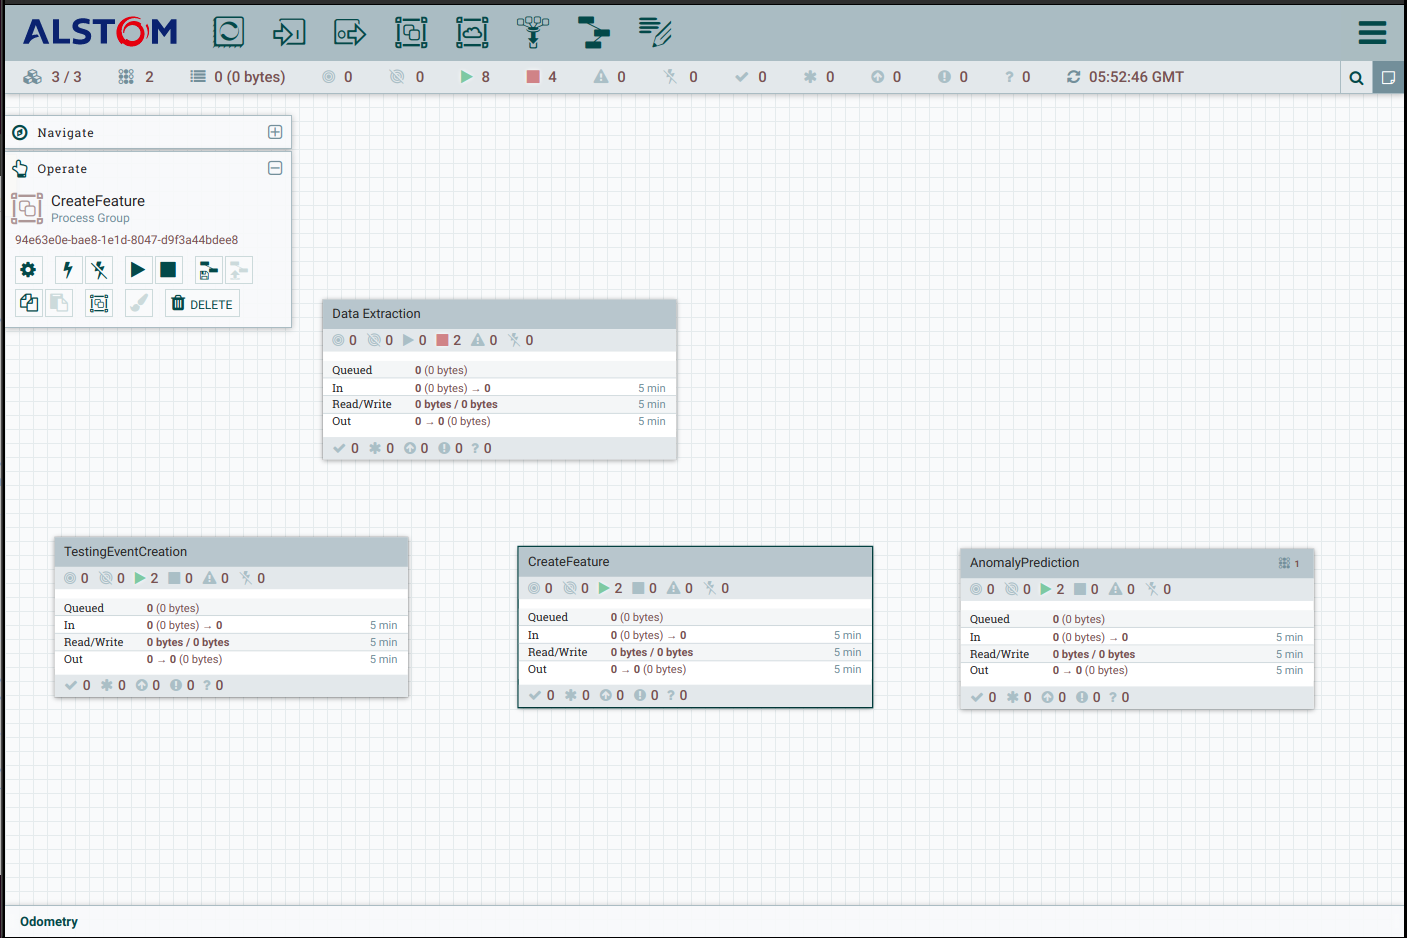 ALSTOM
3 / 3 2 0 (0 bytes) 0 0 8 4 0 0 0 0 0 0 ? 0 05:52:46 GMT
Navigate
Operate
CreateFeature
Process Group
94e63e0e-bae8-1e1d-8047-d9f3a44bdee8
DELETE
Data Extraction
0 0 0 2 0 0
Queued 0 (0 bytes)
In 0 (0 bytes) → 0 5 min
Read/Write 0 bytes / 0 bytes 5 min
Out 0 → 0 (0 bytes) 5 min
0 0 0 0 ? 0
TestingEventCreation
0 0 2 0 0 0
Queued 0 (0 bytes)
In 0 (0 bytes) → 0 5 min
Read/Write 0 bytes / 0 bytes 5 min
Out 0 → 0 (0 bytes) 5 min
0 0 0 0 ? 0
CreateFeature
0 0 2 0 0 0
Queued 0 (0 bytes)
In 0 (0 bytes) → 0 5 min
Read/Write 0 bytes / 0 bytes 5 min
Out 0 → 0 (0 bytes) 5 min
0 0 0 0 ? 0
AnomalyPrediction 1
0 0 2 0 0 0
Queued 0 (0 bytes)
In 0 (0 bytes) → 0 5 min
Read/Write 0 bytes / 0 bytes 5 min
Out 0 → 0 (0 bytes) 5 min
0 0 0 0 ? 0
Odometry